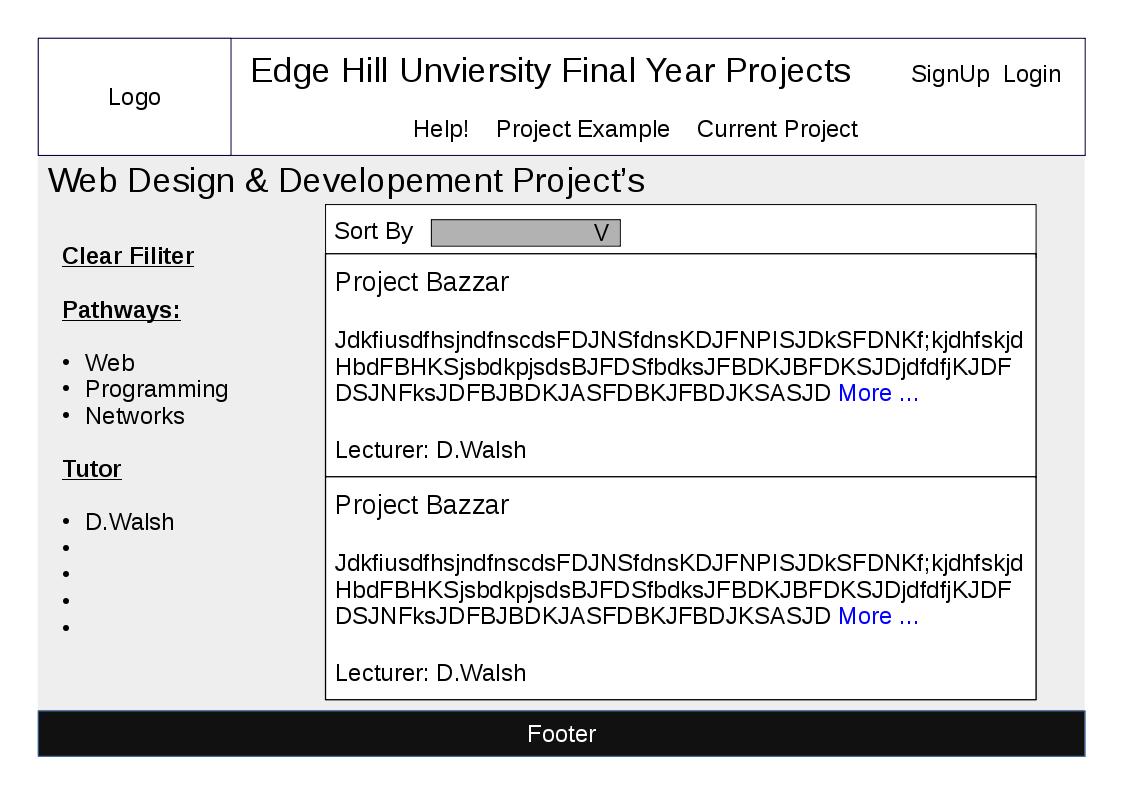 Logo
Edge Hill Unviersity Final Year Projects
SignUp Login
Help! Project Example Current Project
Web Design & Developement Project's
Clear Filiter
Pathways:
• Web
• Programming
• Networks
Tutor
• D.Walsh
•
•
•
•
Sort By V
Project Bazzar
JdkfiusdfhsjndfnscdsFDJNSfdnsKDJFNPISJDkSFDNKf;kjdhfskjd
HbdFBHKSjsbdkpjsdsBJFDSfbdksJFBDKJBFDKSJDjdfdfjKJDF
DSJNFksJDFBJBDKJASFDBKJFBDJKSASJD More ...
Lecturer: D.Walsh
Project Bazzar
JdkfiusdfhsjndfnscdsFDJNSfdnsKDJFNPISJDkSFDNKf;kjdhfskjd
HbdFBHKSjsbdkpjsdsBJFDSfbdksJFBDKJBFDKSJDjdfdfjKJDF
DSJNFksJDFBJBDKJASFDBKJFBDJKSASJD More ...
Lecturer: D.Walsh
Footer